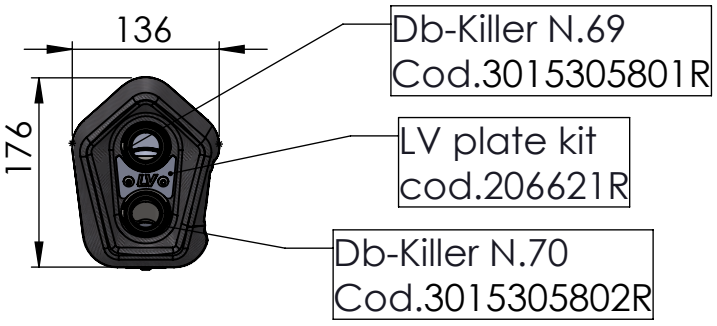 136
Db-Killer N.69
Cod.3015305801R
176
LV plate kit
cod.206621R
LV
Db-Killer N.70
Cod.3015305802R